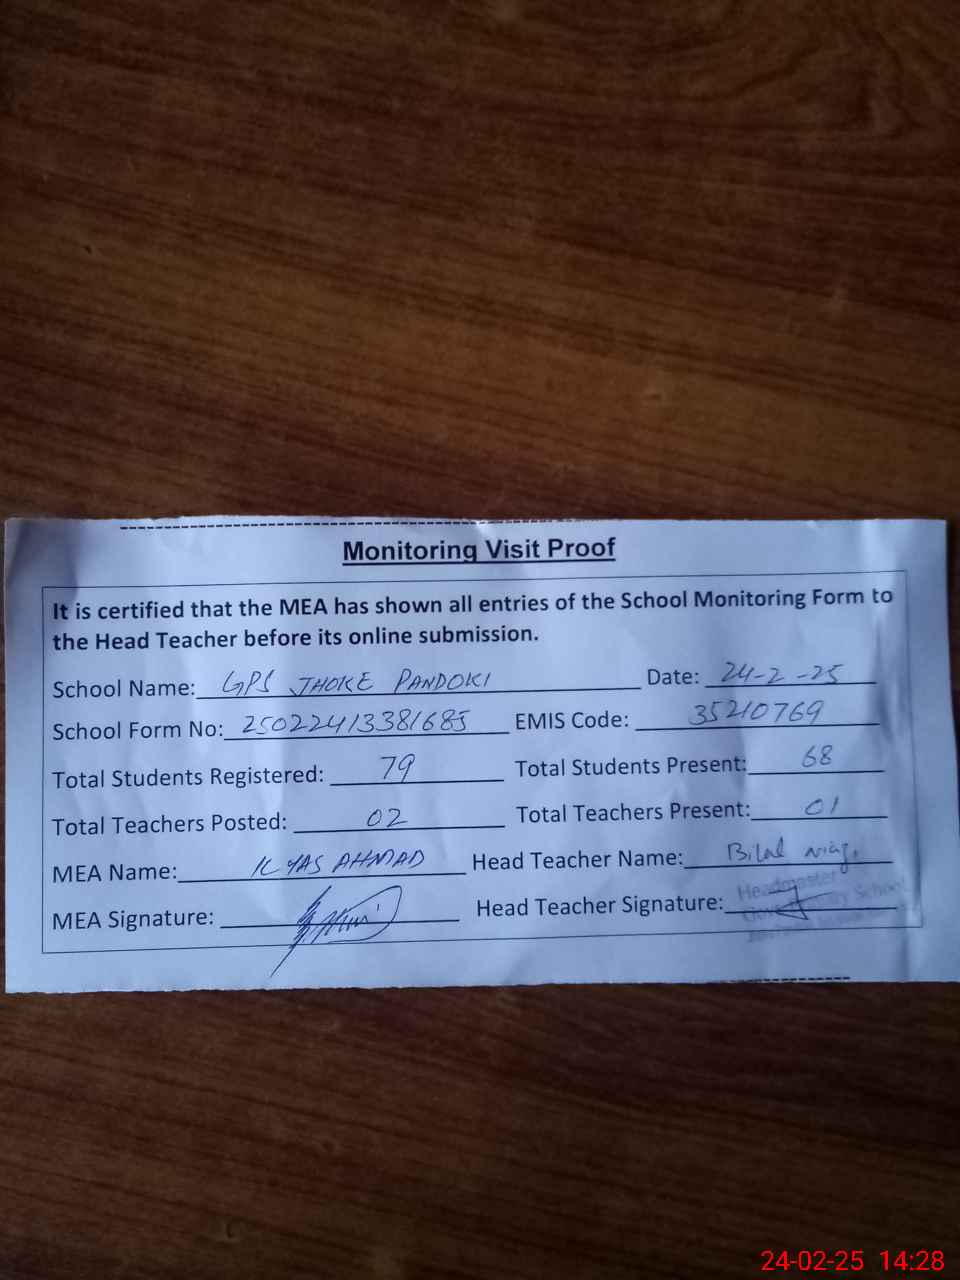 Monitoring Visit Proof
It is certified that the MEA has shown all entries of the School Monitoring Form to
the Head Teacher before its online submission.
School Name: GPS JHOKE PANDOKI Date: 24-2-25
School Form No: 25022413381685 EMIS Code: 35210769
Total Students Registered: 79 Total Students Present: 68
Total Teachers Posted: 02 Total Teachers Present: 01
MEA Name: ILYAS AHMAD Head Teacher Name: Bilal
MEA Signature: Head Teacher Signature:
Headmaster
School
24-02-25 14:28